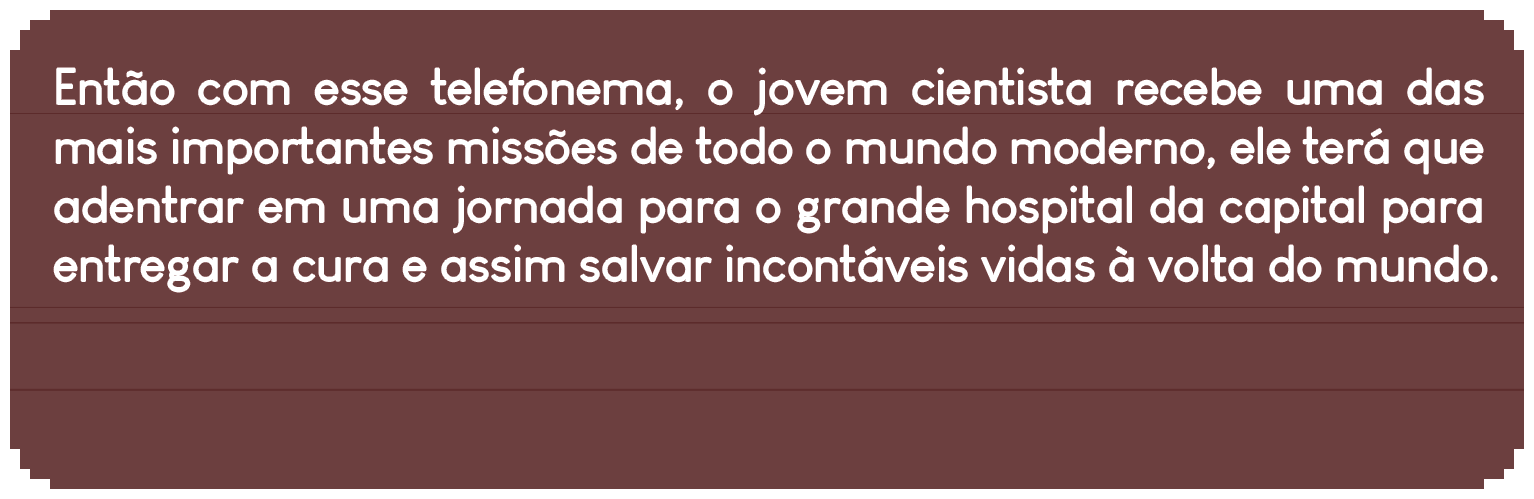 Então com esse telefonema, o jovem cientista recebe uma das
mais importantes missões de todo o mundo moderno, ele terá que
adentrar em uma jornada para o grande hospital da capital para
entregar a cura e assim salvar incontáveis vidas à volta do mundo.